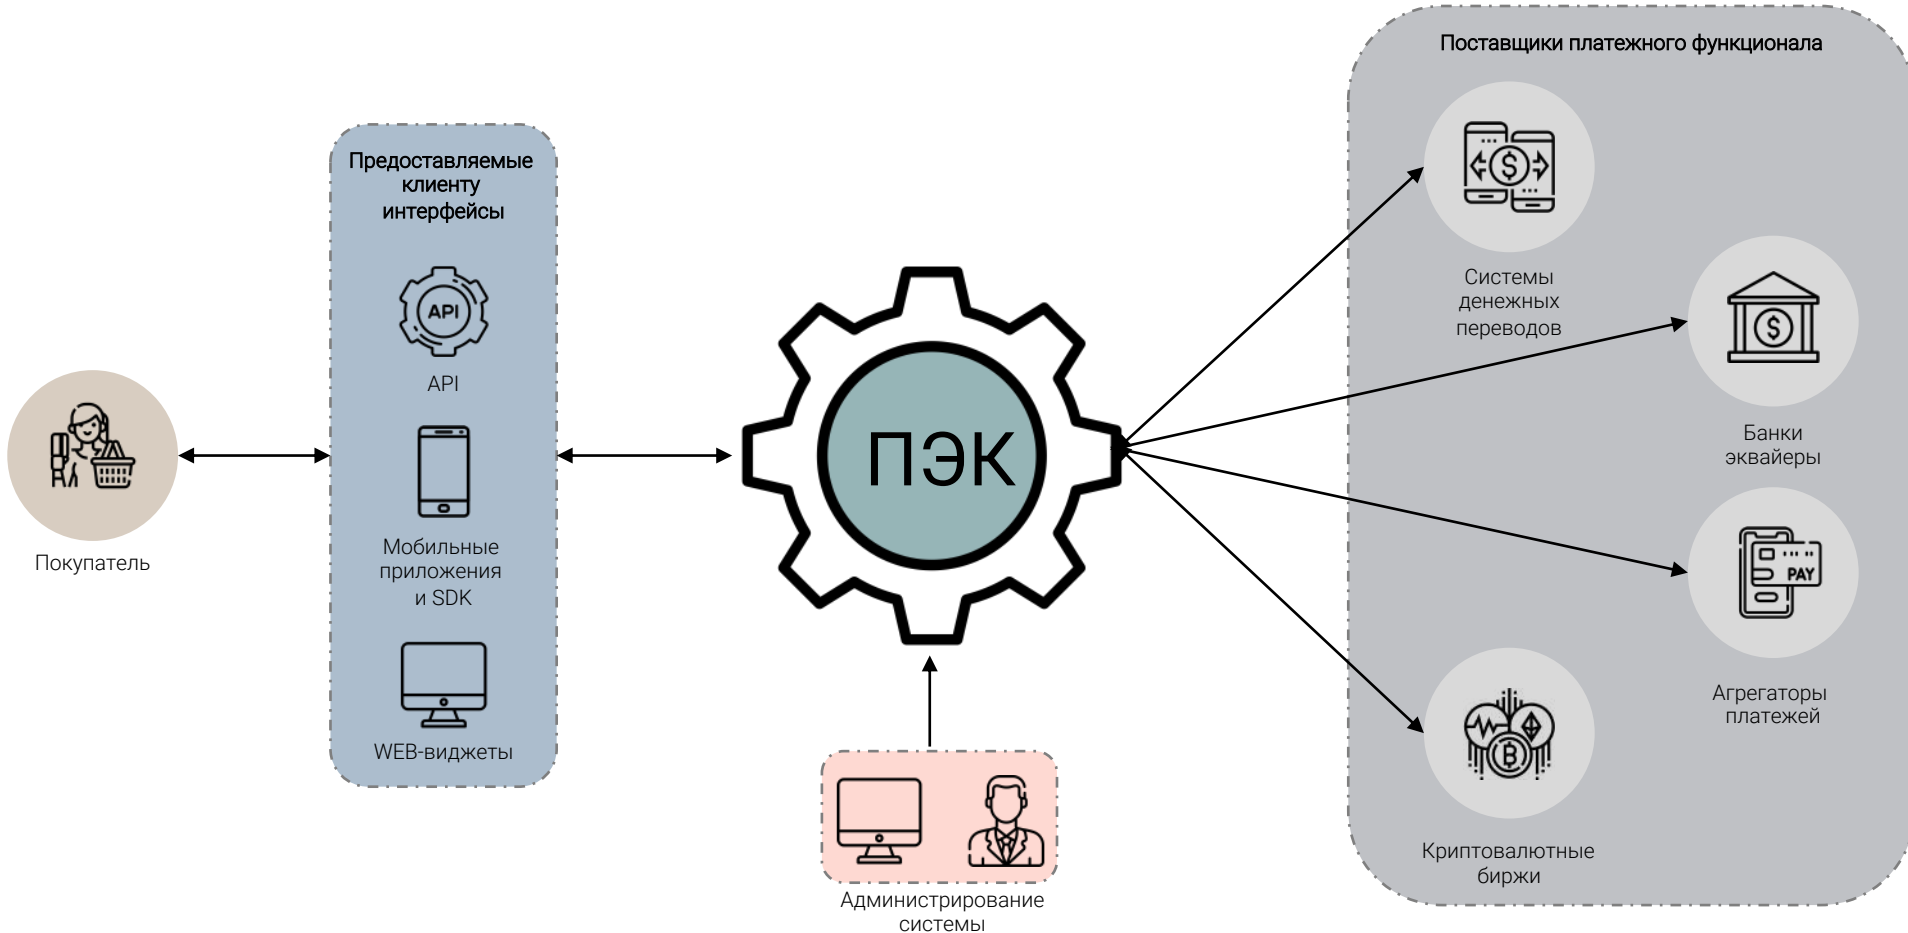 Поставщики платежного функционала
Предоставляемые
клиенту
интерфейсы
API
API
Мобильные
приложения
и SDK
WEB-виджеты
Покупатель
ПЭК
Администрирование
системы
Системы
денежных
переводов
Банки
эквайеры
PAY
Агрегаторы
платежей
Криптовалютные
биржи